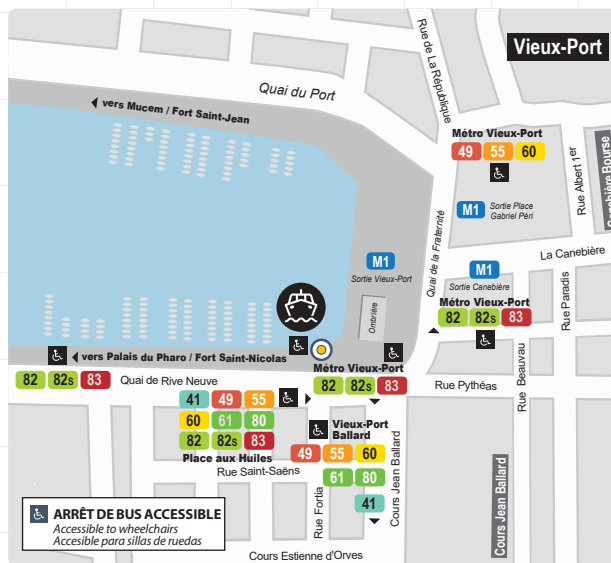 Vieux-Port
Rue de La République
Quai du Port
vers Mucem / Fort Saint-Jean
Métro Vieux-Port
49 55 60
Rue Albert 1er
Canebière Bourse
M1 Sortie Place
Gabriel Péri
Quai de la Fraternité
La Canebière
M1
Sortie Vieux-Port
M1
Sortie Canebière
Métro Vieux-Port
82 82s 83
Rue Paradis
Ombrière
vers Palais du Pharo / Fort Saint-Nicolas
82 82s 83
Quai de Rive Neuve
Métro Vieux-Port
82 82s 83
Rue Pythéas
Rue Beauvau
41 49 55
60 61 80
82 82s 83
Place aux Huiles
Rue Saint-Saëns
Vieux-Port
Ballard
49 55 60
61 80
41
Rue Fortia
Cours Jean Ballard
Cours Jean Ballard
Cours Estienne d'Orves
ARRÊT DE BUS ACCESSIBLE
Accessible to wheelchairs
Accesible para sillas de ruedas